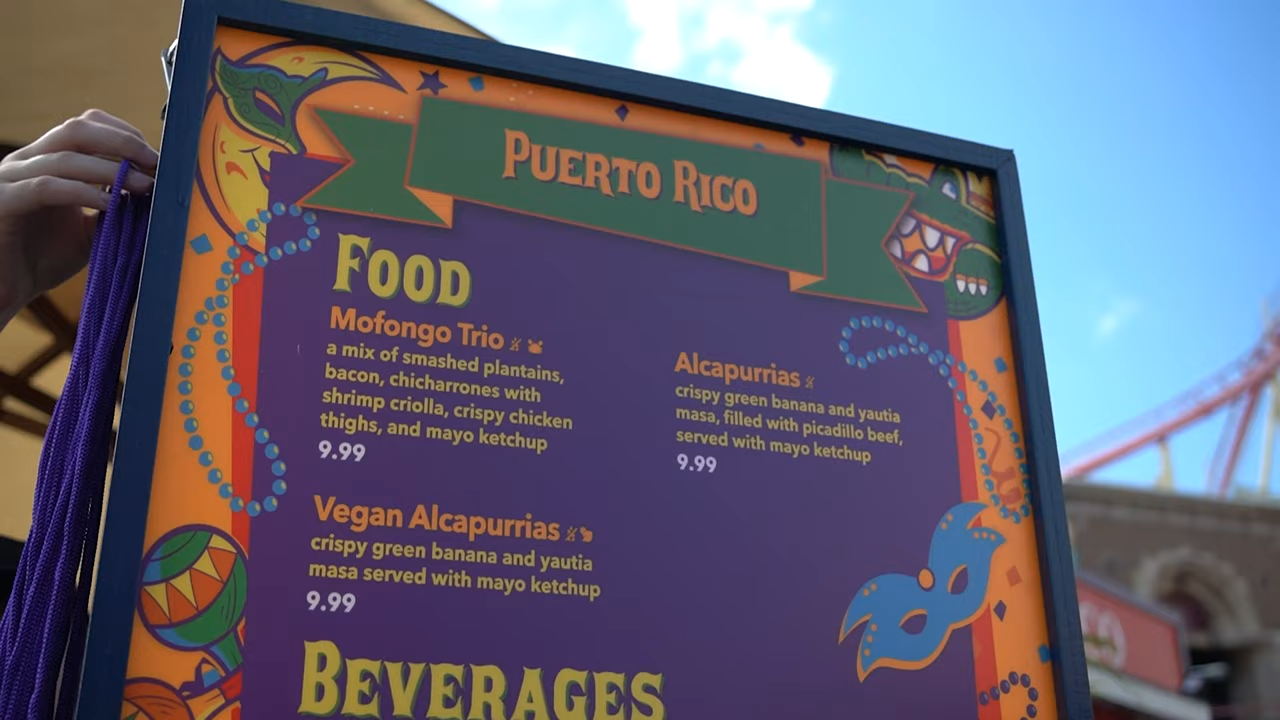 PUERTO RICO
FOOD
Mofongo Trio
a mix of smashed plantains,
bacon, chicharrones with
shrimp criolla, crispy chicken
thighs, and mayo ketchup
9.99
Alcapurrias
crispy green banana and yautia
masa, filled with picadillo beef,
served with mayo ketchup
9.99
Vegan Alcapurrias
crispy green banana and yautia
masa served with mayo ketchup
9.99
BEVERAGES